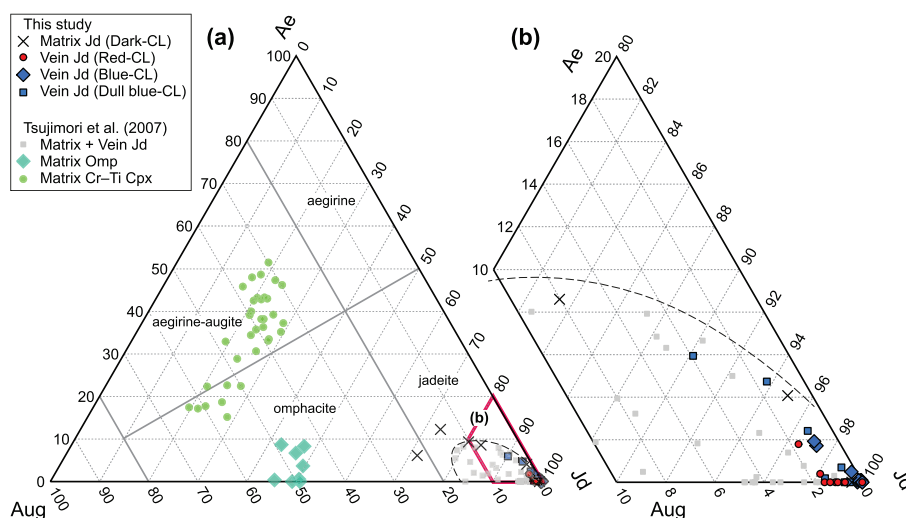 This study
Matrix Jd (Dark-CL)
Vein Jd (Red-CL)
Vein Jd (Blue-CL)
Vein Jd (Dull blue-CL)
Tsujimori et al. (2007)
Matrix + Vein Jd
Matrix Omp
Matrix Cr–Ti Cpx
(a)
Ae
100
90
80
70
60
50
40
30
20
10
0
0
10
20
30
40
50
60
70
80
90
100
100
90
80
70
60
50
40
30
20
10
0
Aug
Jd
aegirine
aegirine-augite
omphacite
jadeite
(b)
(b)
Ae
20
18
16
14
12
10
80
82
84
86
88
90
92
94
96
98
100
10
8
6
4
2
0
Aug